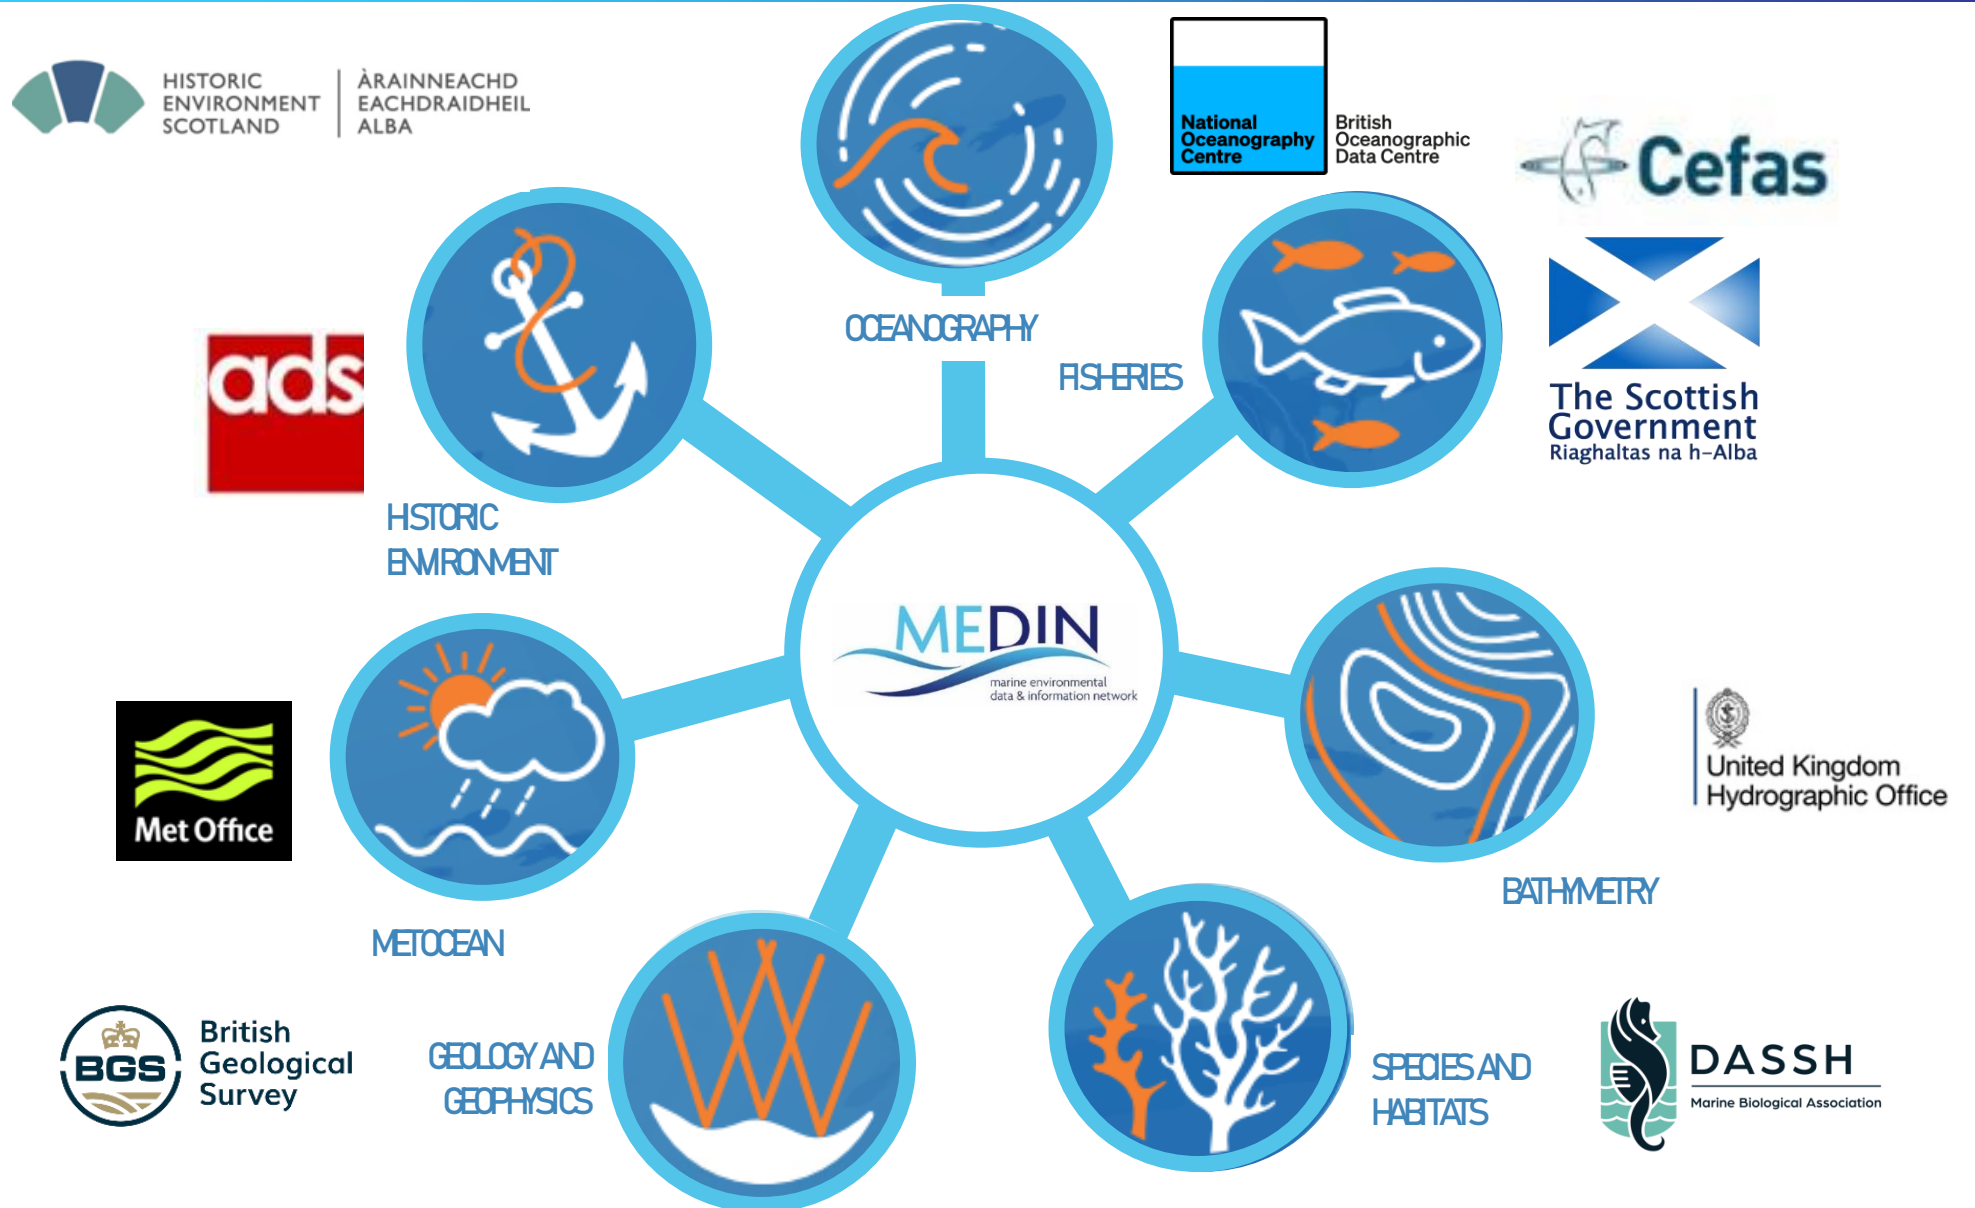 HISTORIC
ENVIRONMENT
SCOTLAND
ÀRAINNEACHD
EACHDRAIDHEIL
ALBA
National
Oceanography
Centre
British
Oceanographic
Data Centre
Cefas
OCEANOGRAPHY
FISHERIES
The Scottish
Government
Riaghaltas na h-Alba
ads
HISTORIC
ENVIRONMENT
MEDIN
marine environmental
data & information network
United Kingdom
Hydrographic Office
Met Office
BATHYMETRY
METOCEAN
BGS
British
Geological
Survey
GEOLOGY AND
GEOPHYSICS
SPECIES AND
HABITATS
DASSH
Marine Biological Association